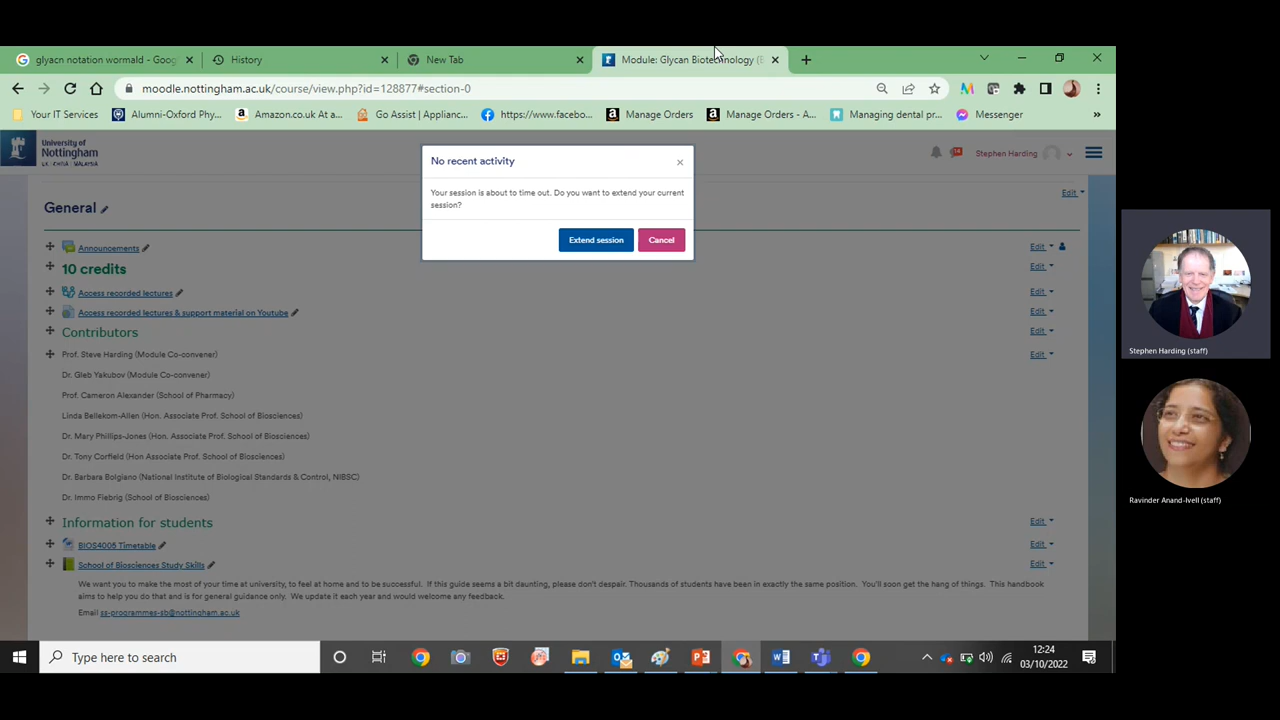 glyacn notation wormald - Goog
History
New Tab
Module: Glycan Biotechnology (B
moodle.nottingham.ac.uk/course/view.php?id=128877#section-0
Your IT Services
Alumni-Oxford Phy...
Amazon.co.uk At a...
Go Assist | Applianc...
https://www.facebo...
Manage Orders
Manage Orders - A...
Managing dental pr...
Messenger
»
University of
Nottingham
UK | CHINA | MALAYSIA
14
Stephen Harding
No recent activity
×
Your session is about to time out. Do you want to extend your current
session?
Extend session
Cancel
Edit
General
Announcements
Edit
10 credits
Edit
Access recorded lectures
Edit
Access recorded lectures & support material on Youtube
Edit
Contributors
Edit
Prof. Steve Harding (Module Co-convener)
Edit
Dr. Gleb Yakubov (Module Co-convener)
Prof. Cameron Alexander (School of Pharmacy)
Linda Bellekom-Allen (Hon. Associate Prof. School of Biosciences)
Dr. Mary Phillips-Jones (Hon. Associate Prof. School of Biosciences)
Dr. Tony Corfield (Hon Associate Prof. School of Biosciences)
Dr. Barbara Bolgiano (National Institute of Biological Standards & Control, NIBSC)
Dr. Immo Fiebrig (School of Biosciences)
Information for students
Edit
BIOS4005 Timetable
Edit
School of Biosciences Study Skills
Edit
We want you to make the most of your time at university, to feel at home and to be successful. If this guide seems a bit daunting, please don't despair. Thousands of students have been in exactly the same position. You'll soon get the hang of things. This handbook
aims to help you do that and is for general guidance only. We update it each year and would welcome any feedback.
Email ss-programmes-sb@nottingham.ac.uk
Stephen Harding (staff)
Ravinder Anand-Ivell (staff)
Type here to search
12:24
03/10/2022